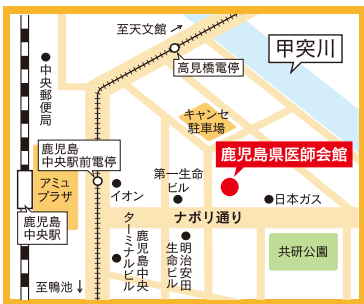 至天文館↗
甲突川
高見橋電停
中央郵便局
キャンセ
駐車場
鹿児島
中央駅前電停
鹿児島県医師会館
アミュ
プラザ
イオン
第一生命
ビル
日本ガス
鹿児島
中央駅
ナポリ通り
鹿児島中央
ターミナルビル
明治安田
生命ビル
共研公園
至鴨池↓